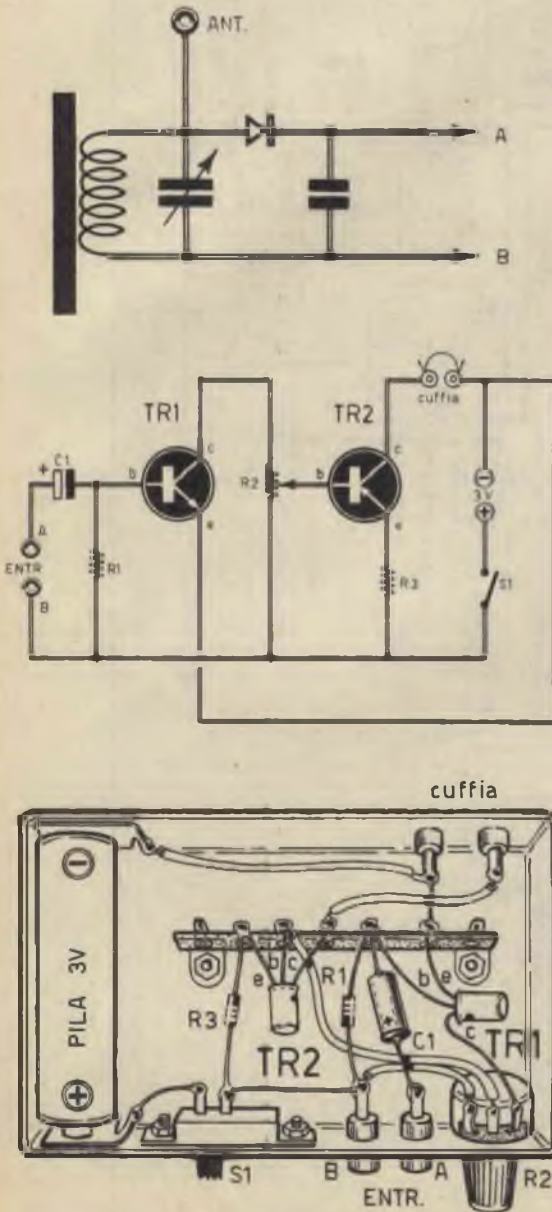 ANT.
A
B
TR1
TR2
cuffia
C1
+
b
c
e
R2
b
c
e
3V
A
ENTR
B
R1
R3
S1
cuffia
PILA 3V
b
e
c
R1
b
e
R3
TR2
C1
+
c
TR1
S1
B
A
R2
ENTR.